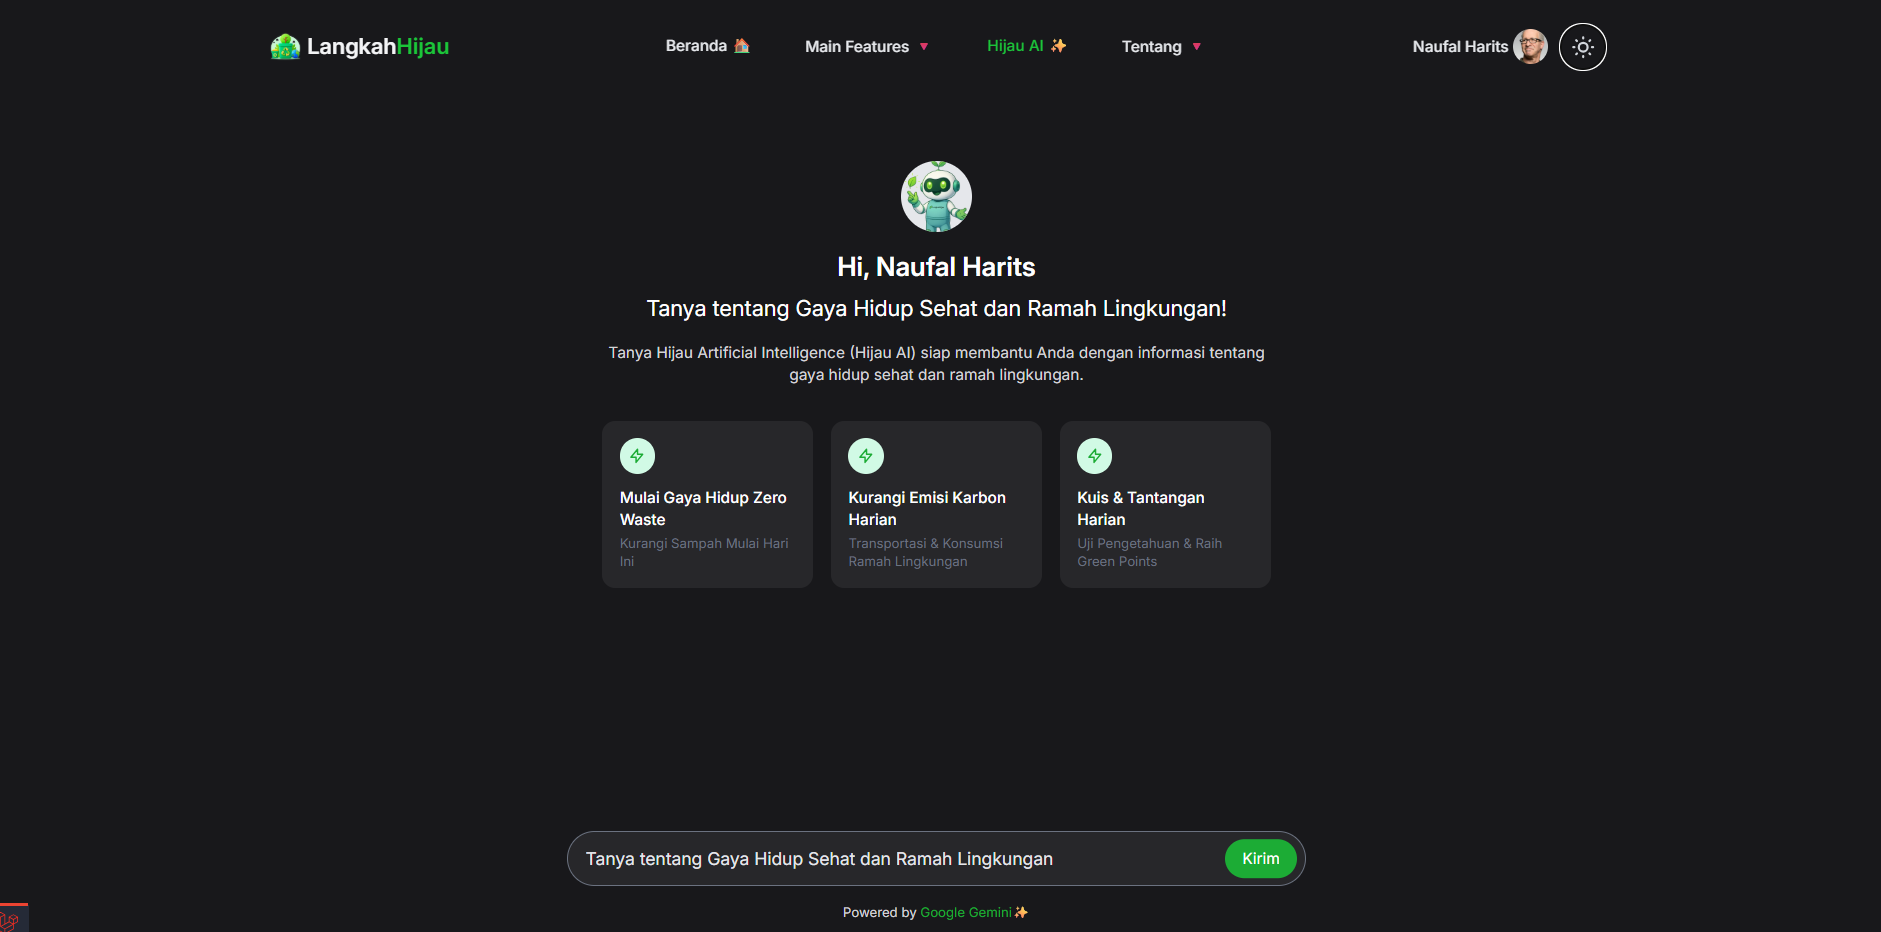 LangkahHijau
Beranda
Main Features
Hijau AI
Tentang
Naufal Harits
Hi, Naufal Harits
Tanya tentang Gaya Hidup Sehat dan Ramah Lingkungan!
Tanya Hijau Artificial Intelligence (Hijau AI) siap membantu Anda dengan informasi tentang
gaya hidup sehat dan ramah lingkungan.
Mulai Gaya Hidup Zero
Waste
Kurangi Sampah Mulai Hari
Ini
Kurangi Emisi Karbon
Harian
Transportasi & Konsumsi
Ramah Lingkungan
Kuis & Tantangan
Harian
Uji Pengetahuan & Raih
Green Points
Tanya tentang Gaya Hidup Sehat dan Ramah Lingkungan
Kirim
Powered by Google Gemini